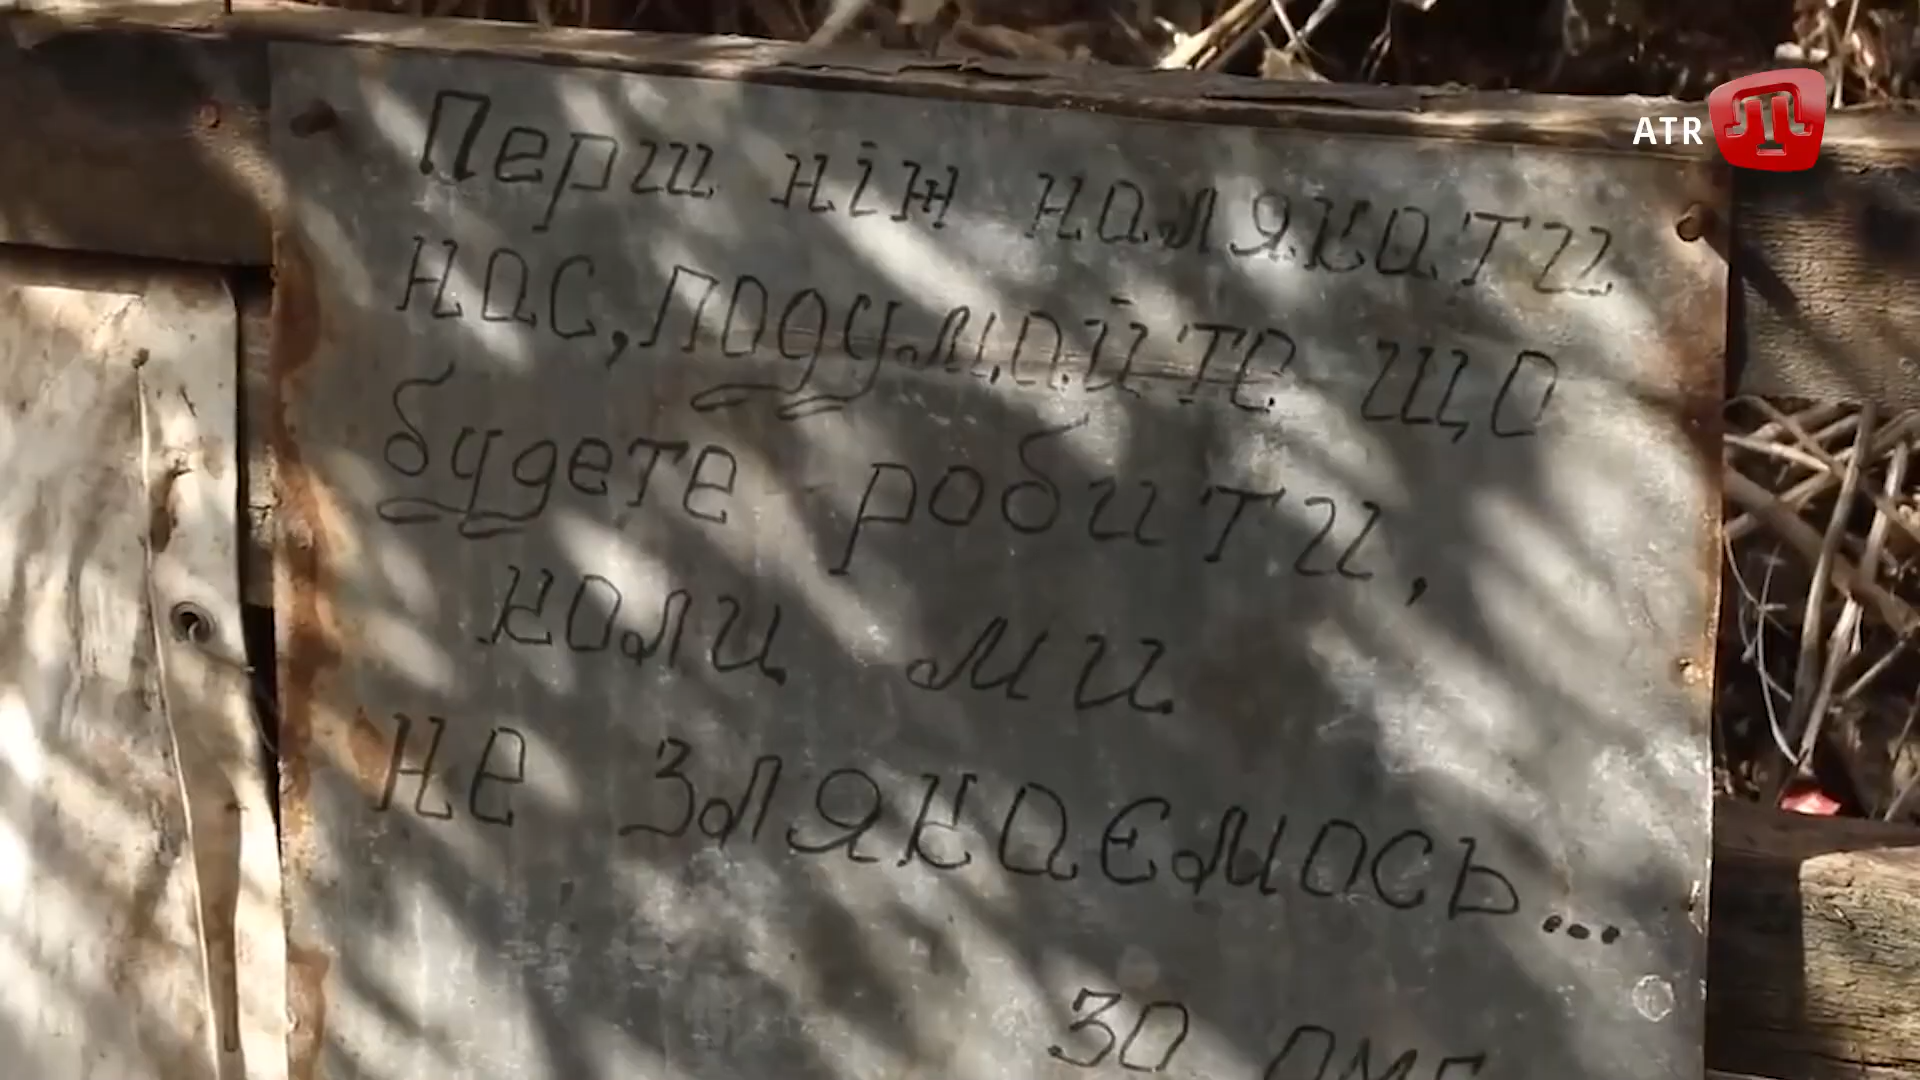 ATR
Перш ніж налякати
нас, подумайте що
будете робити,
коли ми
не злякаємось...
30